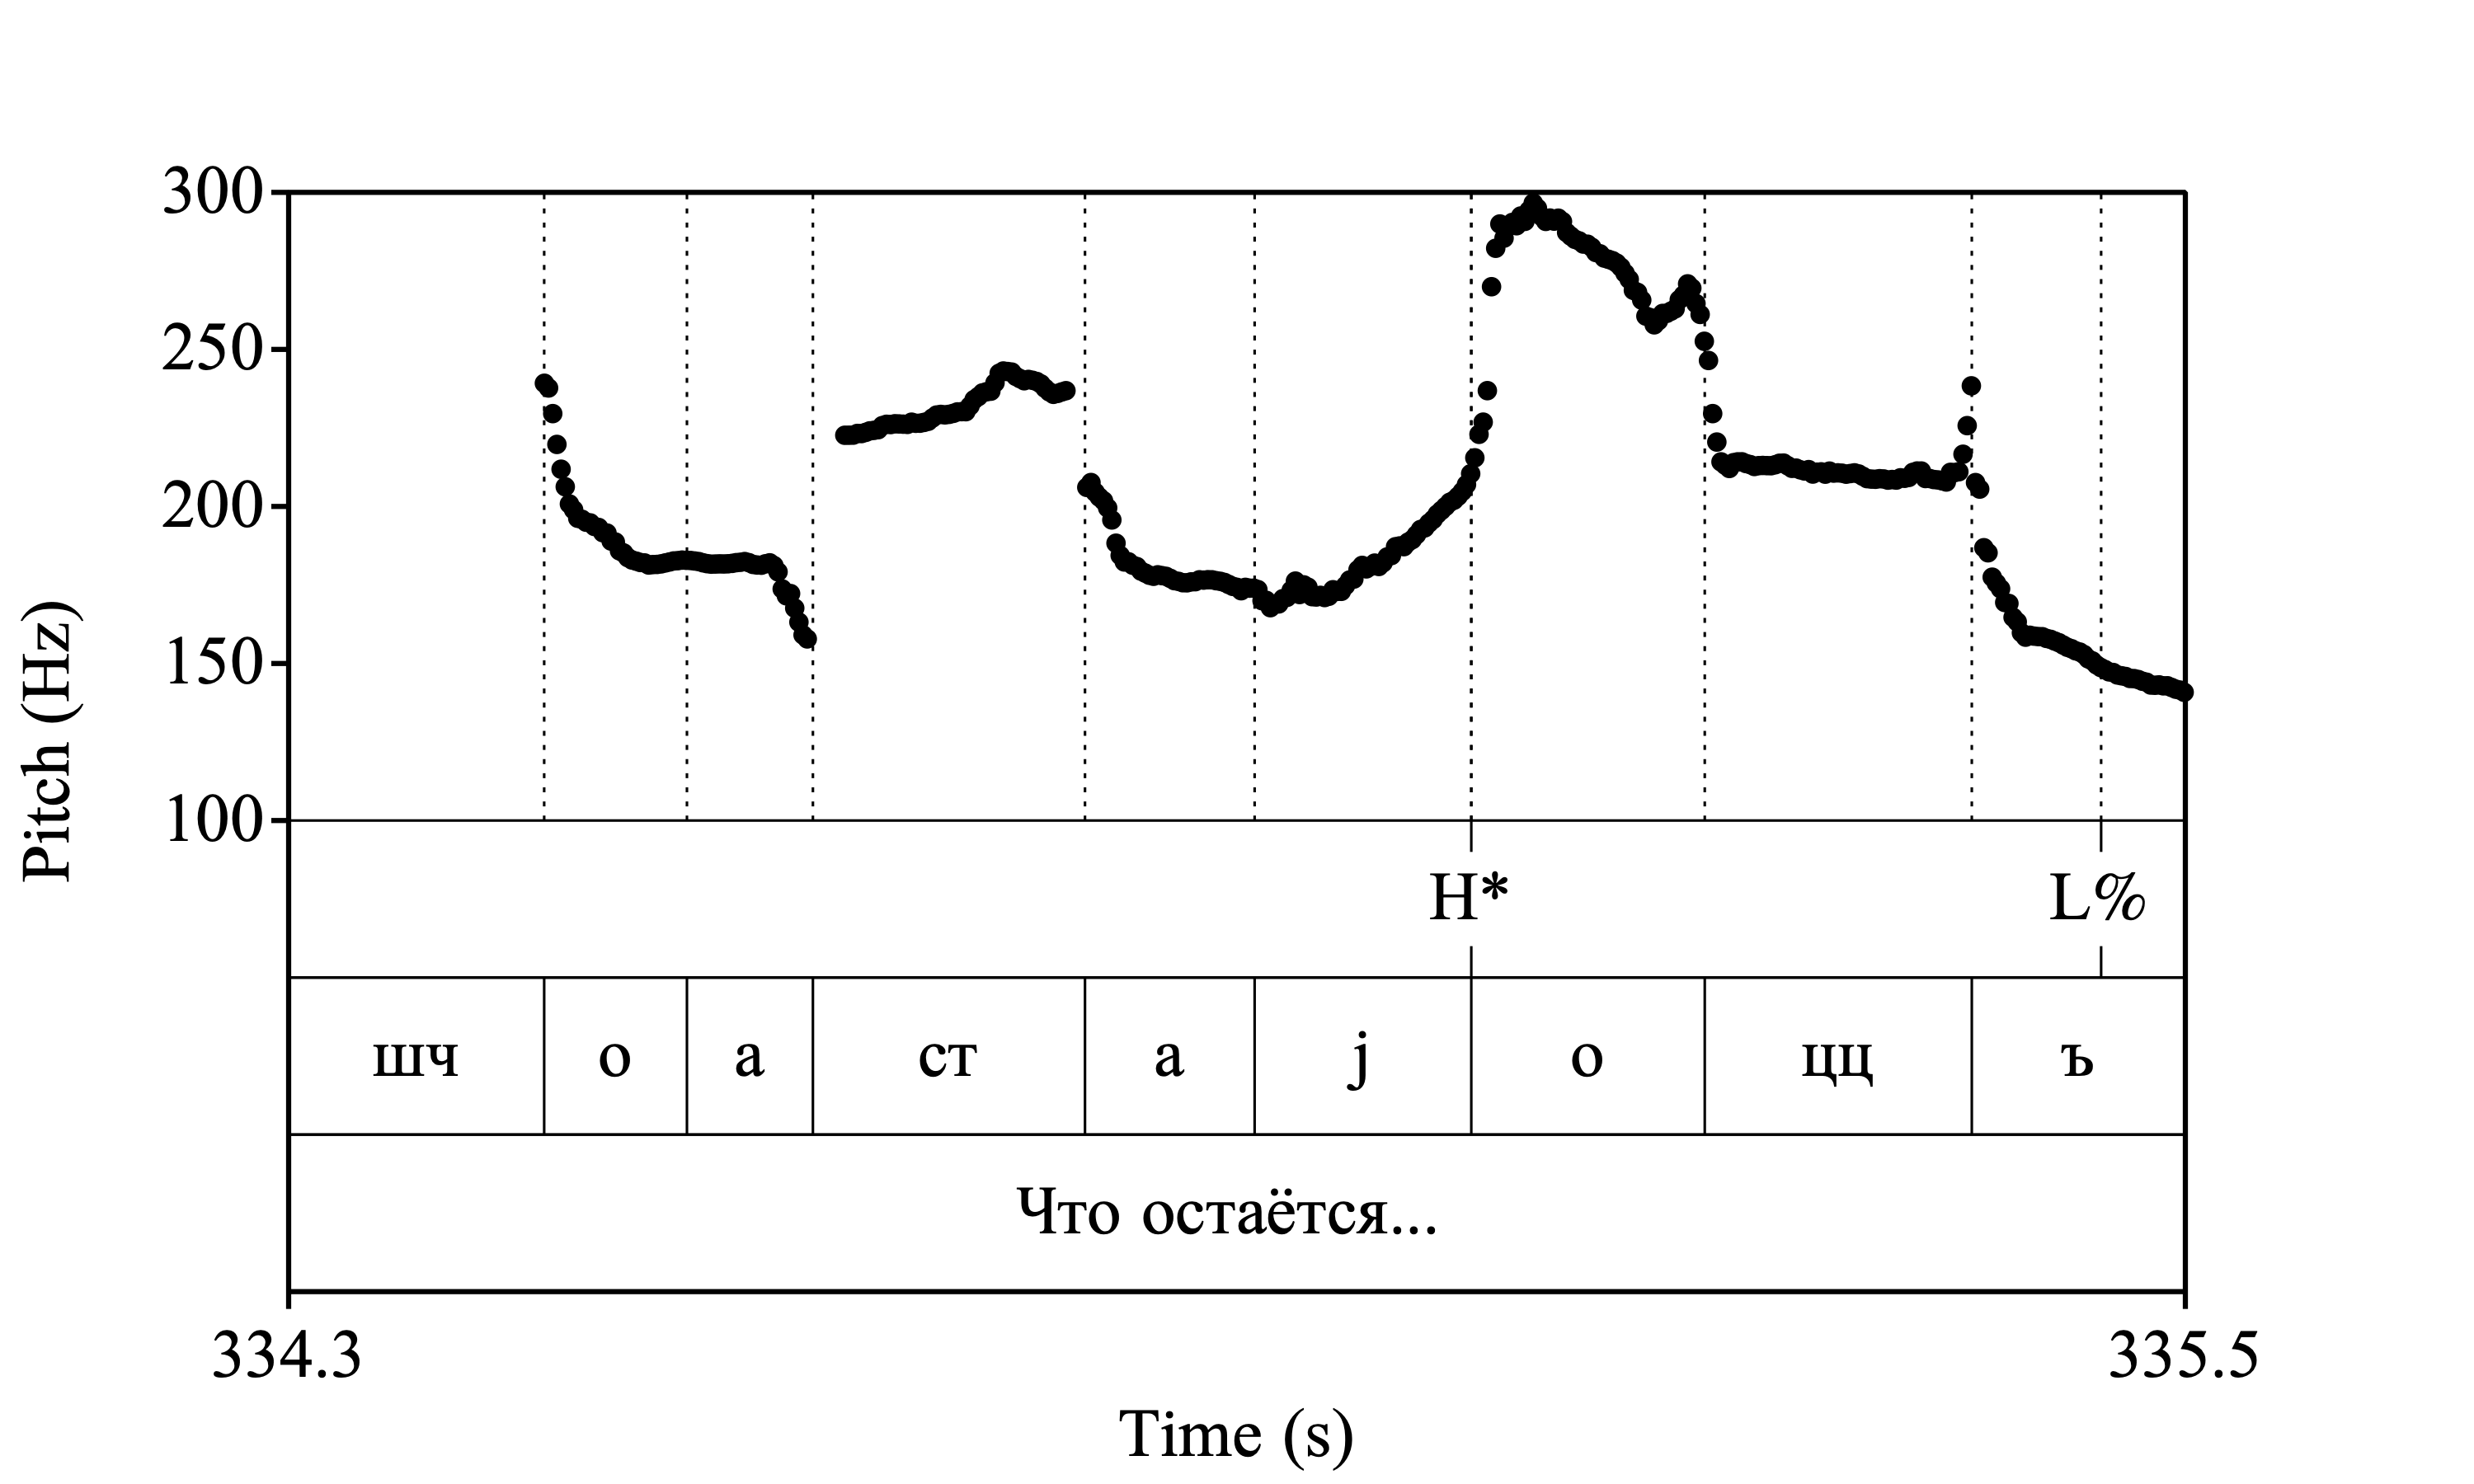 300
250
200
150
100
Pitch (Hz)
H* L%
шч о а ст а j о цц ъ
Что остаётся...
334.3 335.5
Time (s)